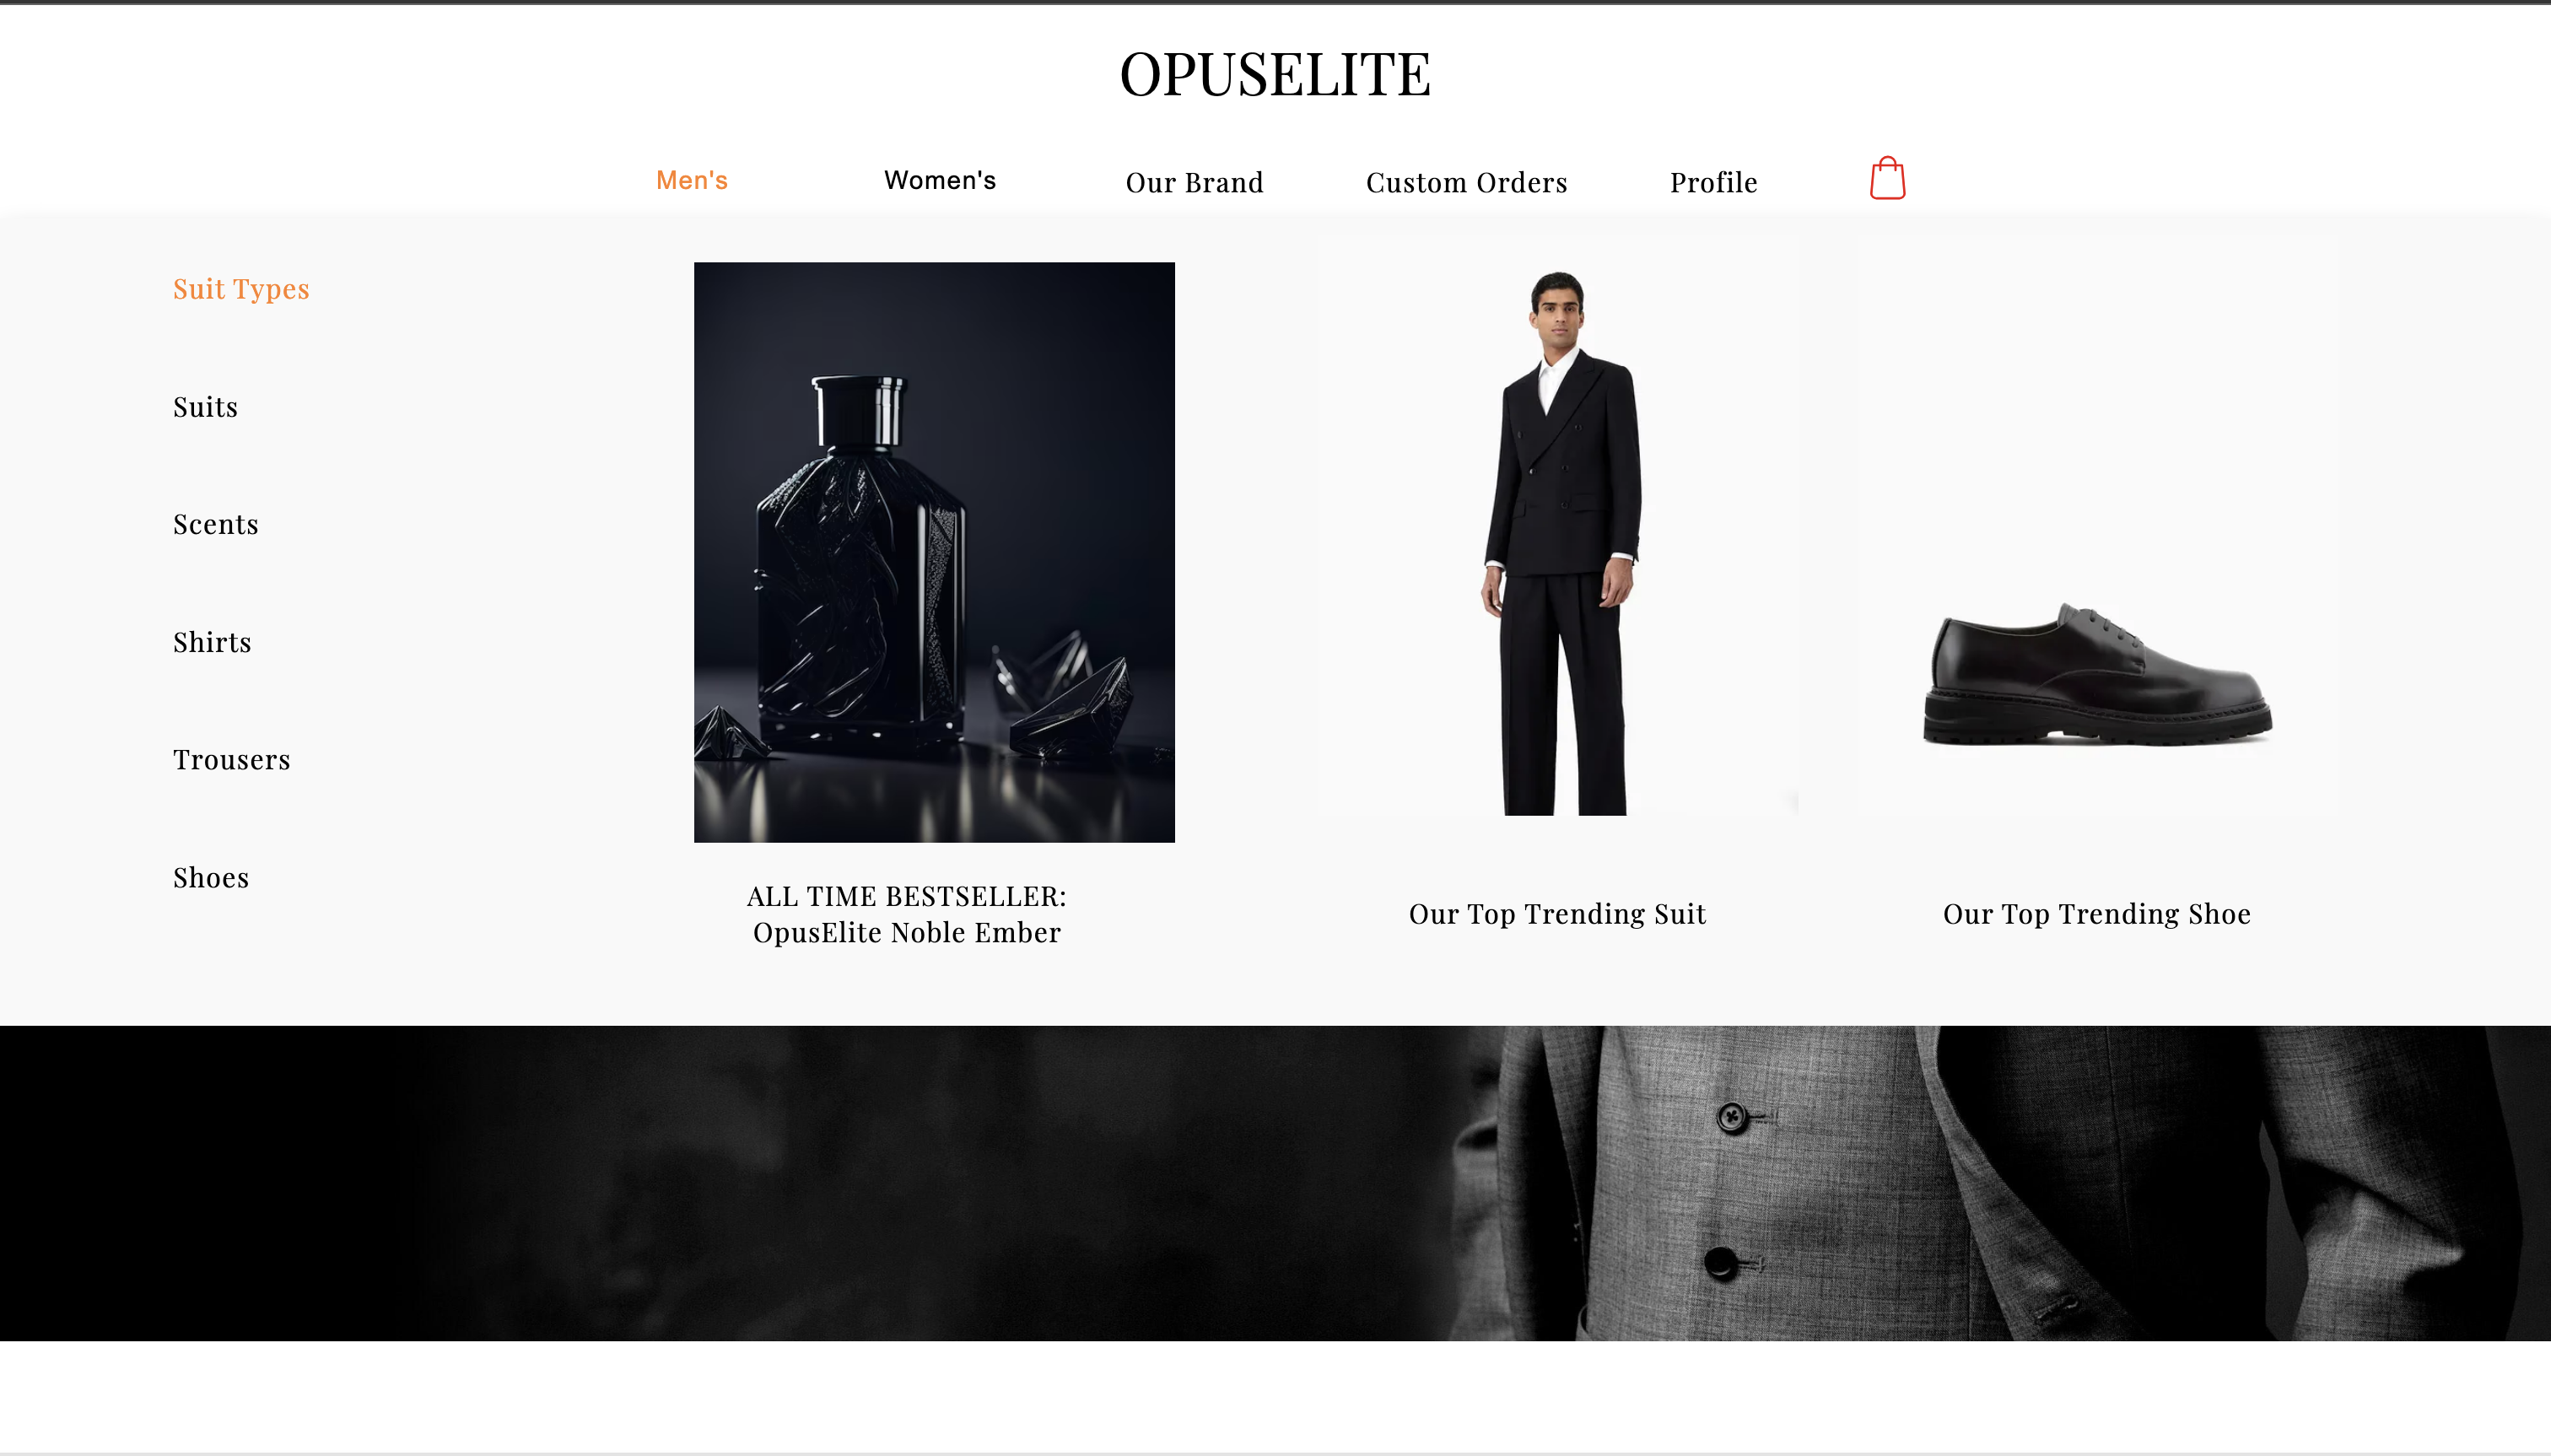 OPUSELITE
Men's Women's Our Brand Custom Orders Profile
Suit Types
Suits
Scents
Shirts
Trousers
Shoes
ALL TIME BESTSELLER:
OpusElite Noble Ember
Our Top Trending Suit
Our Top Trending Shoe